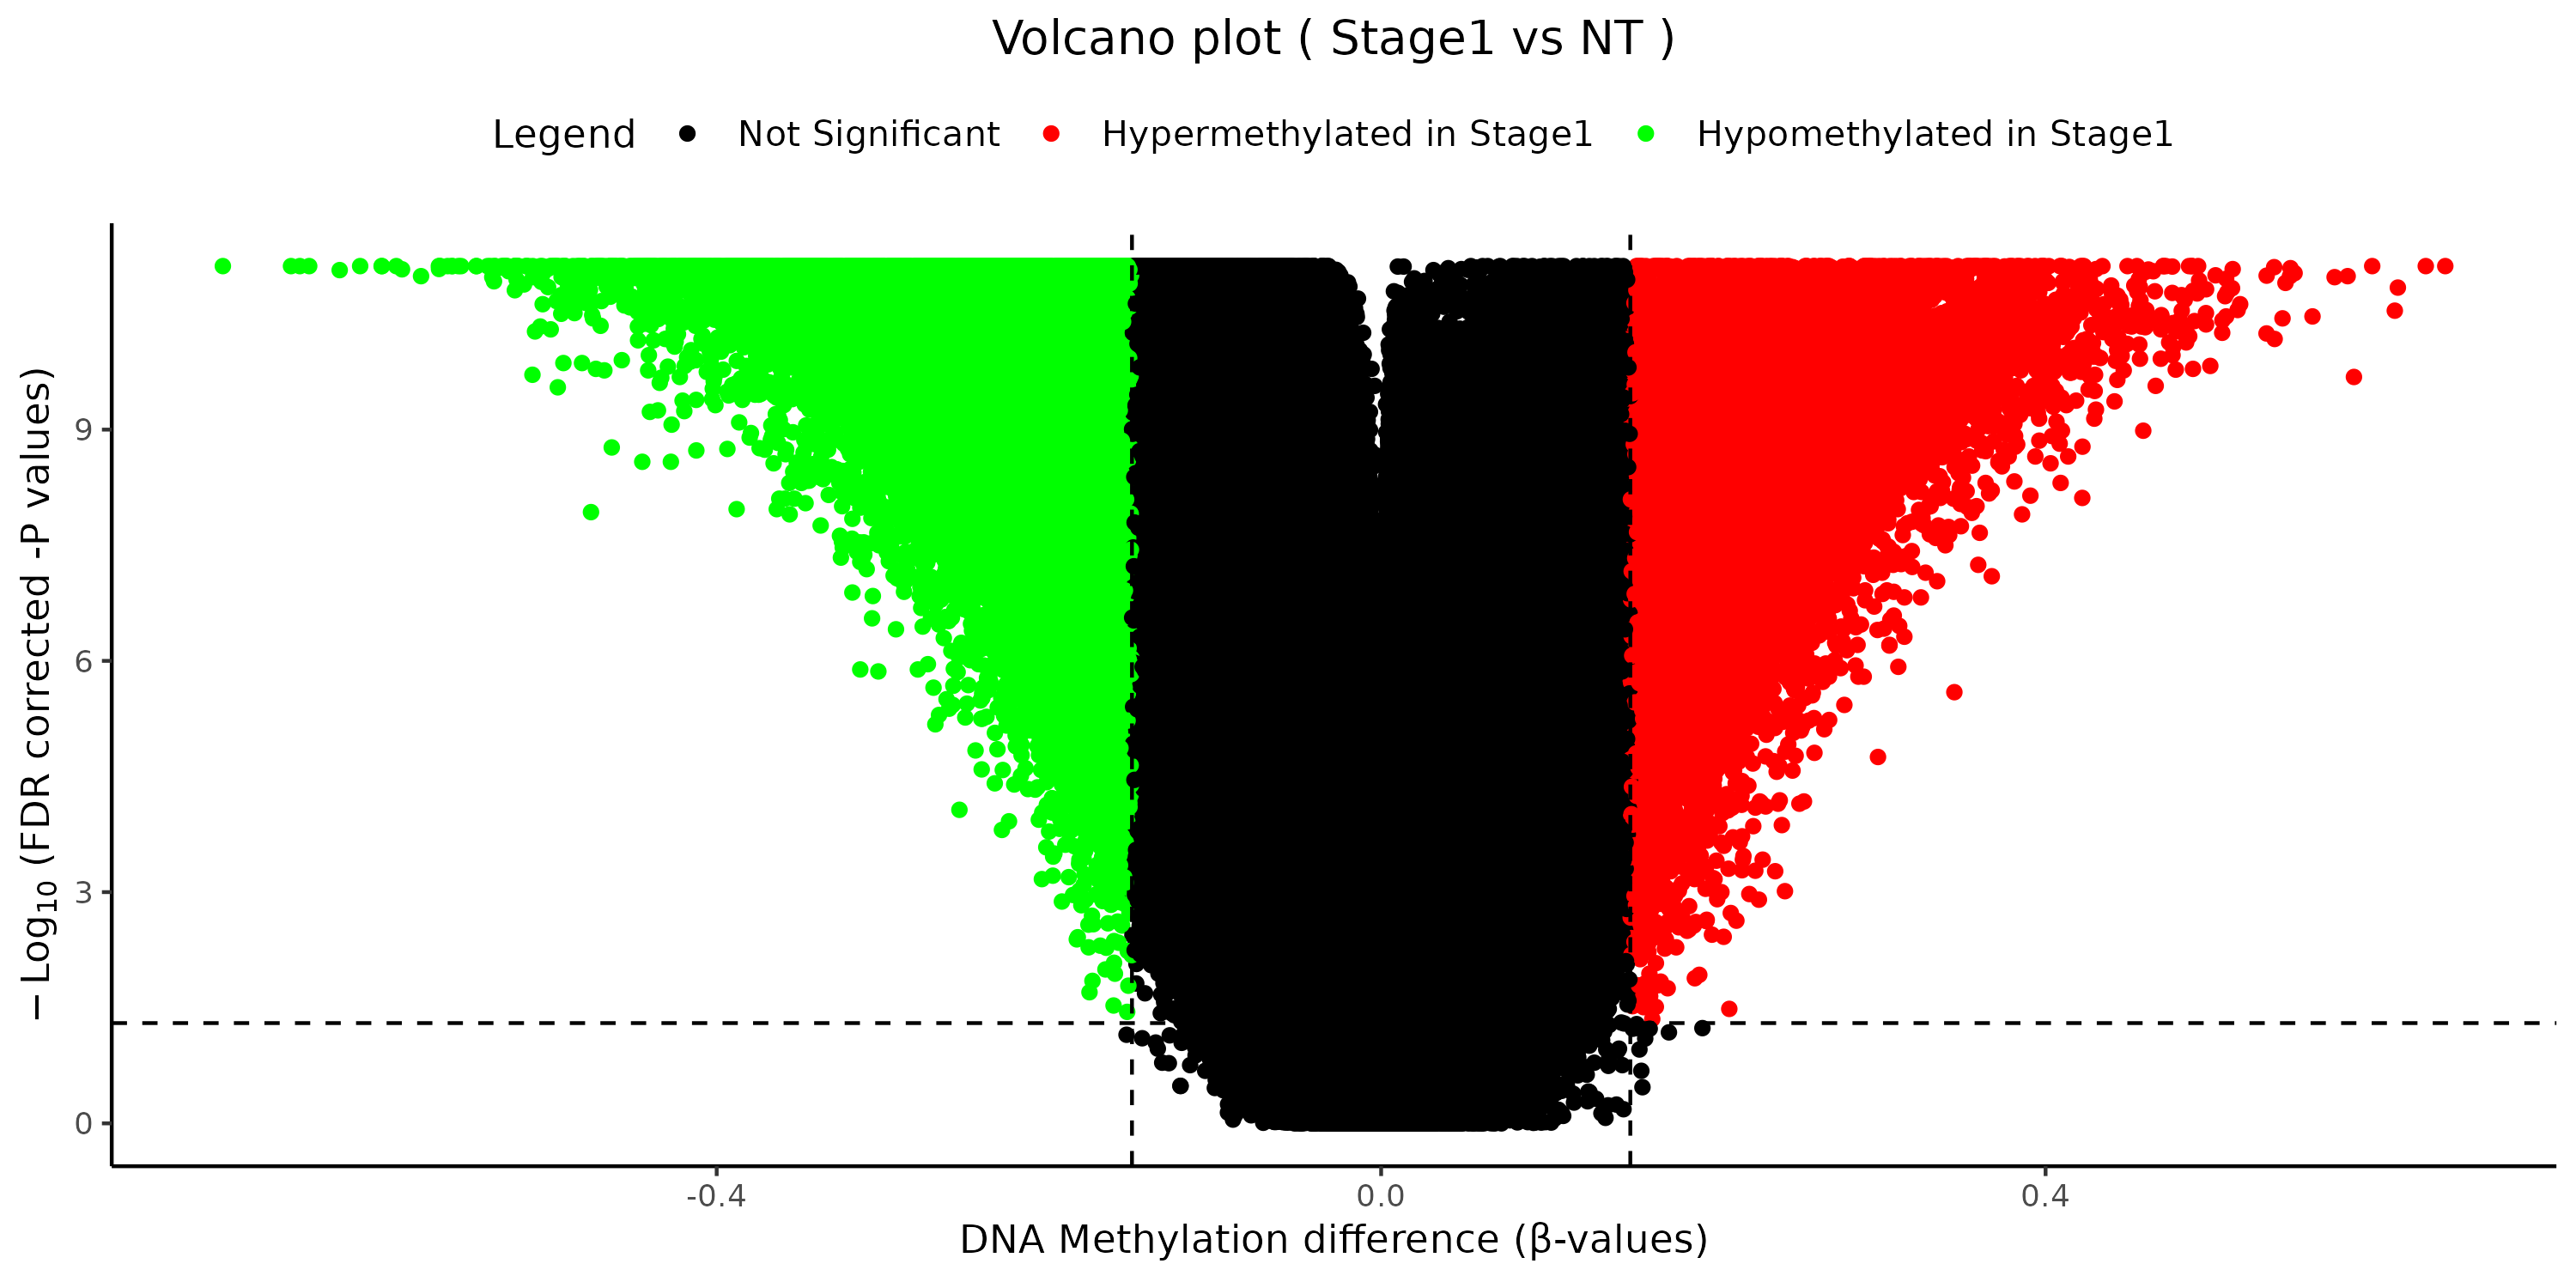 Volcano plot ( Stage1 vs NT )
Legend Not Significant Hypermethylated in Stage1 Hypomethylated in Stage1
−Log10 (FDR corrected -P values)
9
6
3
0
-0.4 0.0 0.4
DNA Methylation difference (β-values)